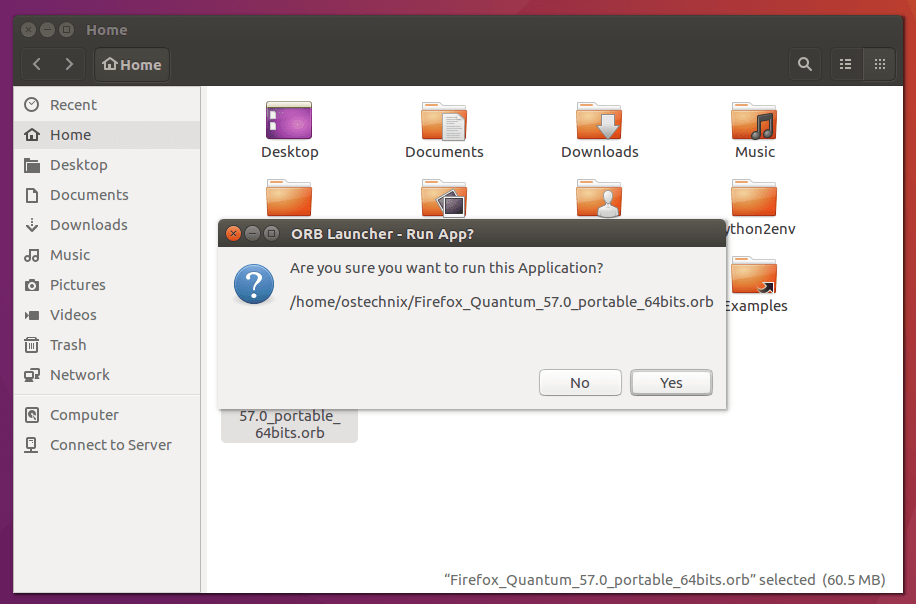 Home
Home
Recent
Home
Desktop
Documents
Downloads
Music
Pictures
Videos
Trash
Network
Computer
Connect to Server
Desktop
Documents
Downloads
Music
ython2env
Examples
ORB Launcher - Run App?
Are you sure you want to run this Application?
/home/ostechnix/Firefox_Quantum_57.0_portable_64bits.orb
No
Yes
57.0_portable_
64bits.orb
“Firefox_Quantum_57.0_portable_64bits.orb” selected (60.5 MB)